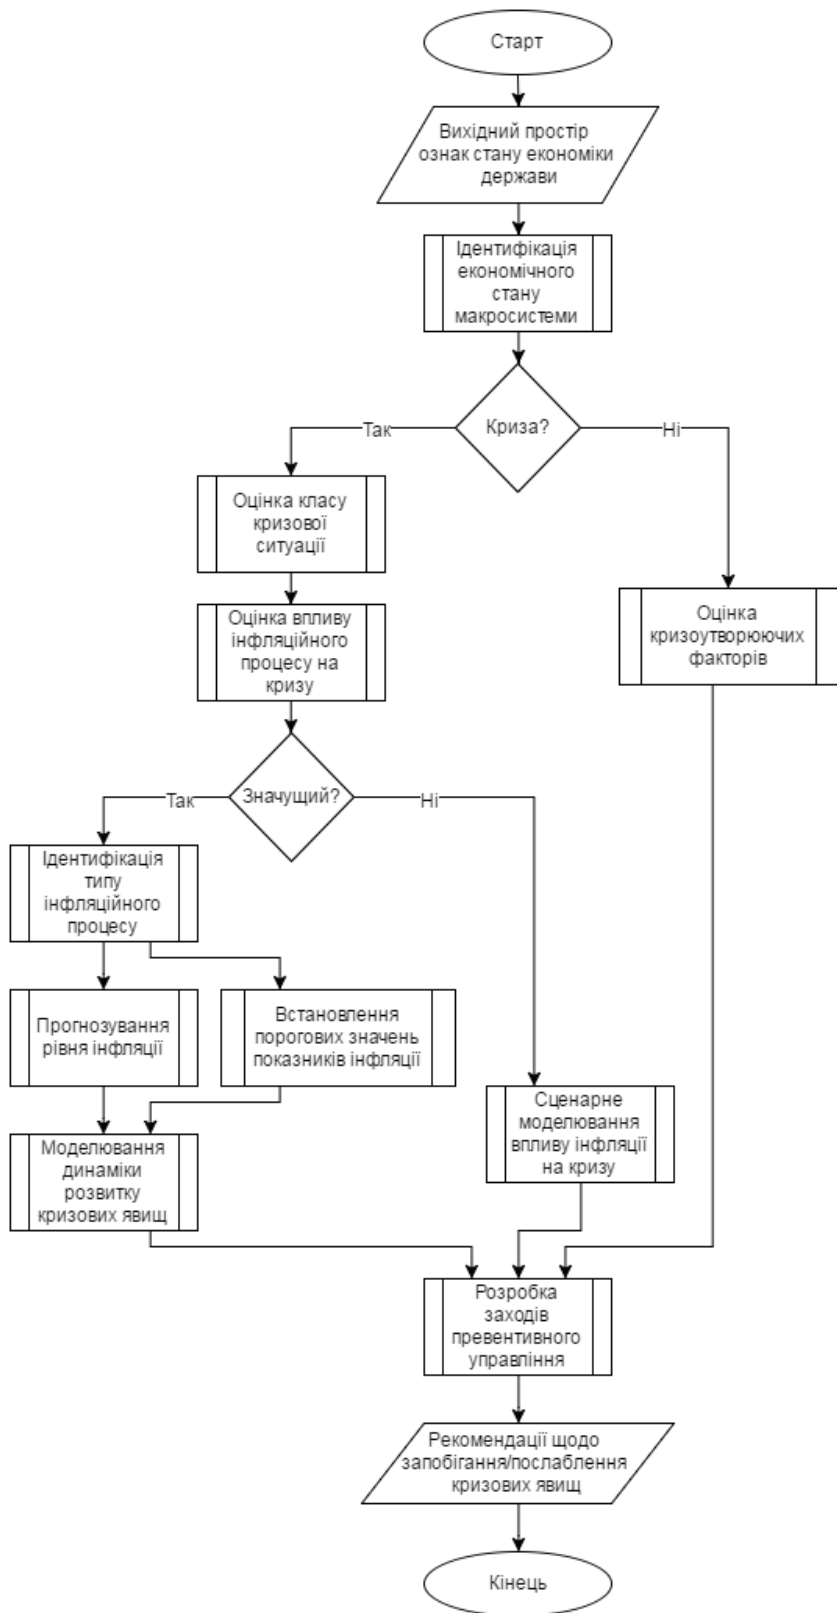 Старт
Вихідний простір
ознак стану економіки
держави
Ідентифікація
економічного
стану
макросистеми
Криза?
Так
Ні
Оцінка класу
кризової
ситуації
Оцінка впливу
інфляційного
процесу на
кризу
Оцінка
кризоутворюючих
факторів
Значущий?
Так
Ні
Ідентифікація
типу
інфляційного
процесу
Прогнозування
рівня інфляції
Встановлення
порогових значень
показників інфляції
Сценарне
моделювання
впливу інфляції
на кризу
Моделювання
динаміки
розвитку
кризових явищ
Розробка
заходів
превентивного
управління
Рекомендації щодо
запобігання/послаблення
кризових явищ
Кінець